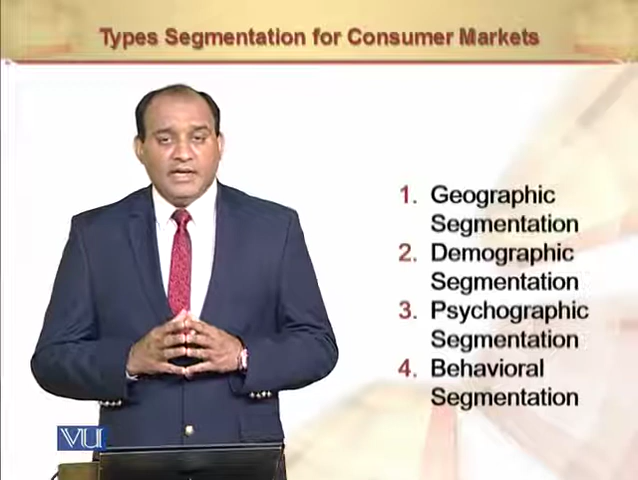 Types Segmentation for Consumer Markets
1. Geographic
Segmentation
2. Demographic
Segmentation
3. Psychographic
Segmentation
4. Behavioral
Segmentation
VU